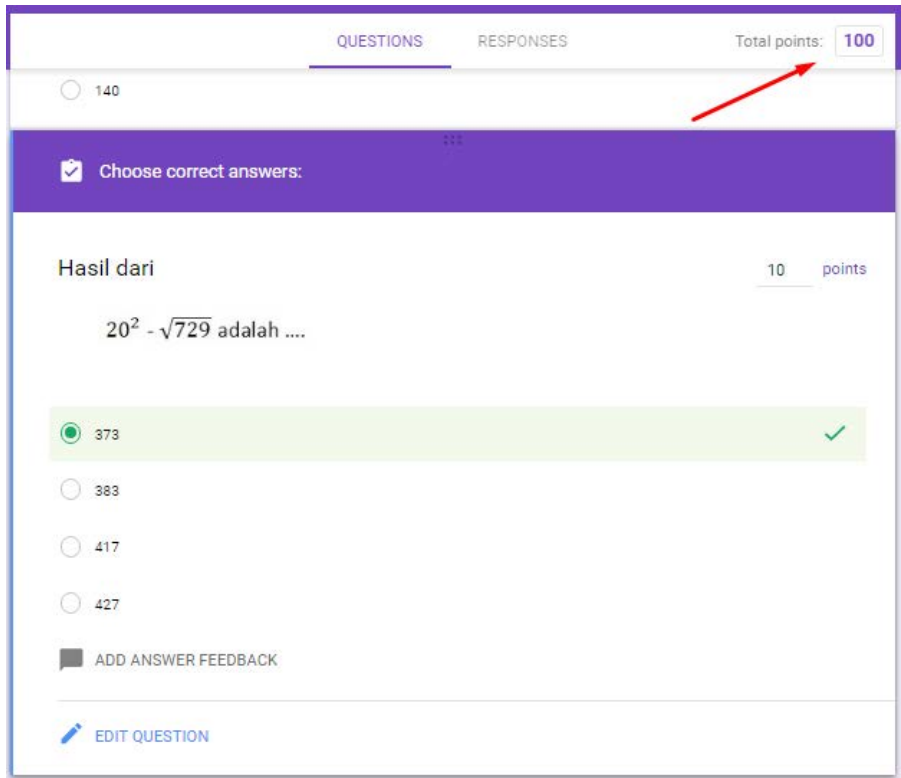 QUESTIONS RESPONSES Total points: 100
140
Choose correct answers:
Hasil dari 10 points
20² - √729 adalah ....
373
383
417
427
ADD ANSWER FEEDBACK
EDIT QUESTION